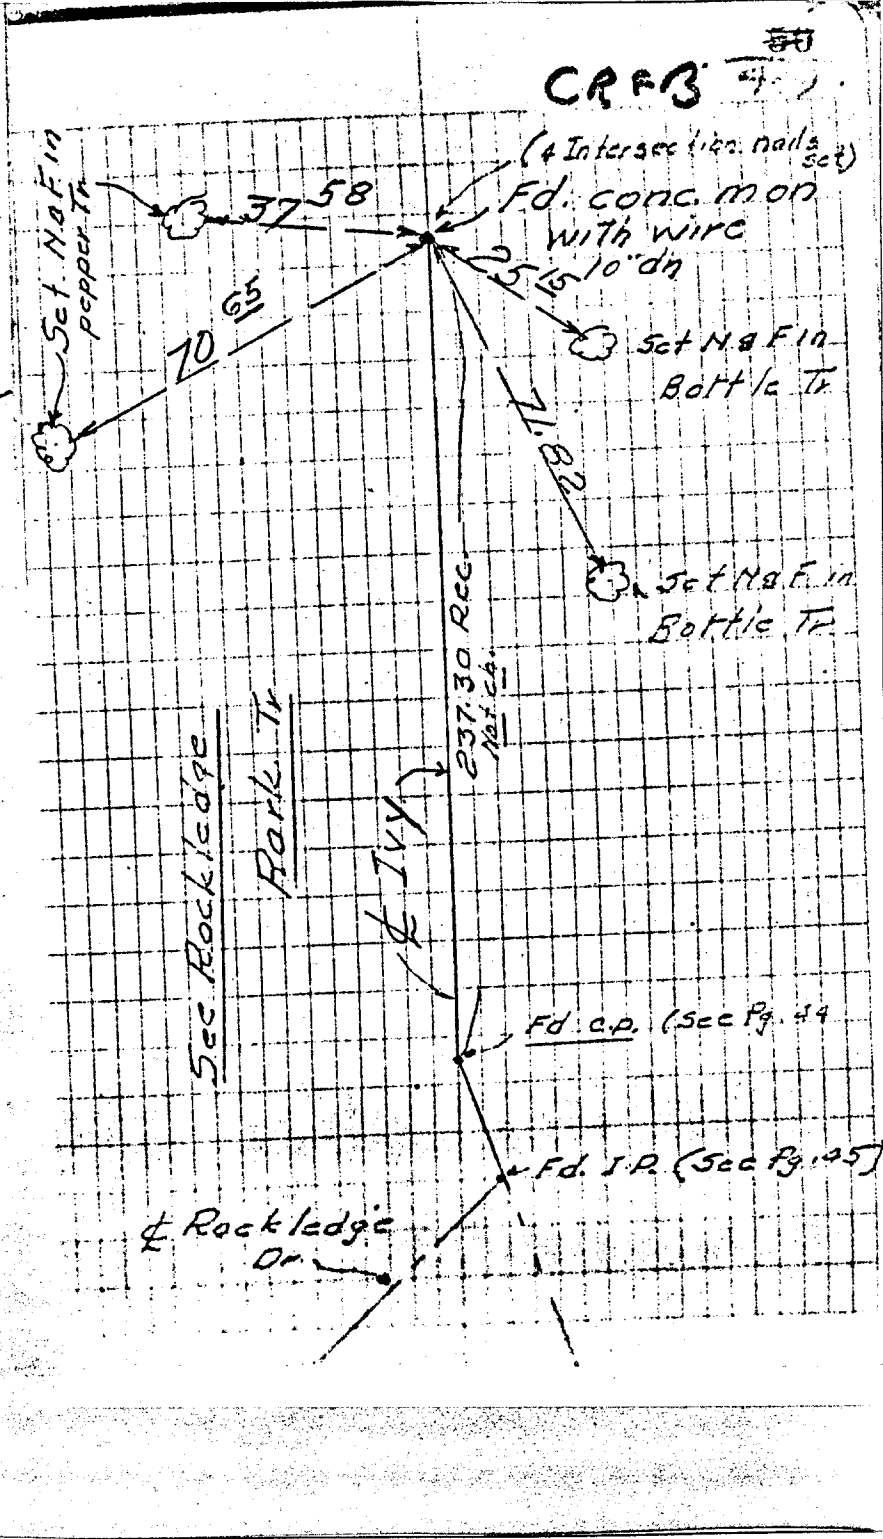 CRFB
(4 Intersection nails
set)
Fd. conc. mon
with wire
10" dn
Set N&F in
pepper Tr
37 58
70 65
25 15
71.82
Set N&F in
Bottle Tr
Set N&F in
Bottle Tr
237.30 Rec.
Not ch.
See Rockledge
Park Tr
℄ Ivy
Fd. c.p. (See Pg. 44
Fd. I.P. (See Pg. 45)
℄ Rockledge
Dr.